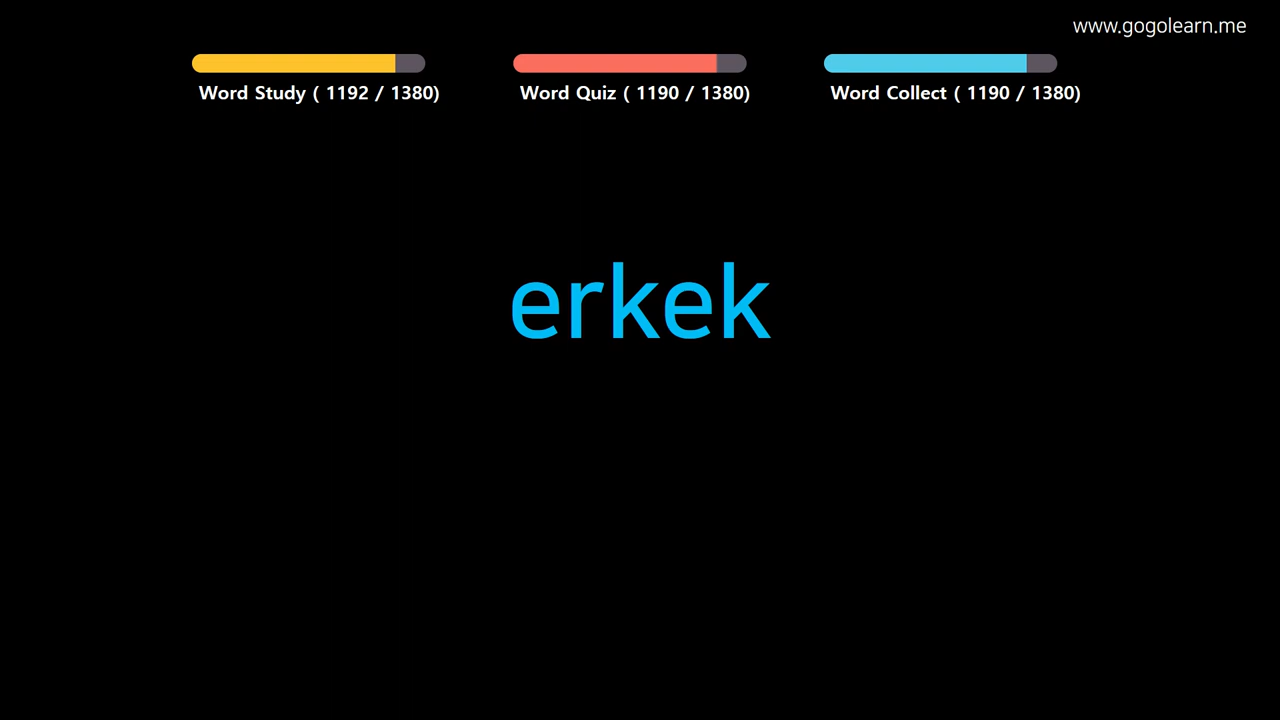 www.gogolearn.me
Word Study ( 1192 / 1380)
Word Quiz ( 1190 / 1380)
Word Collect ( 1190 / 1380)
erkek